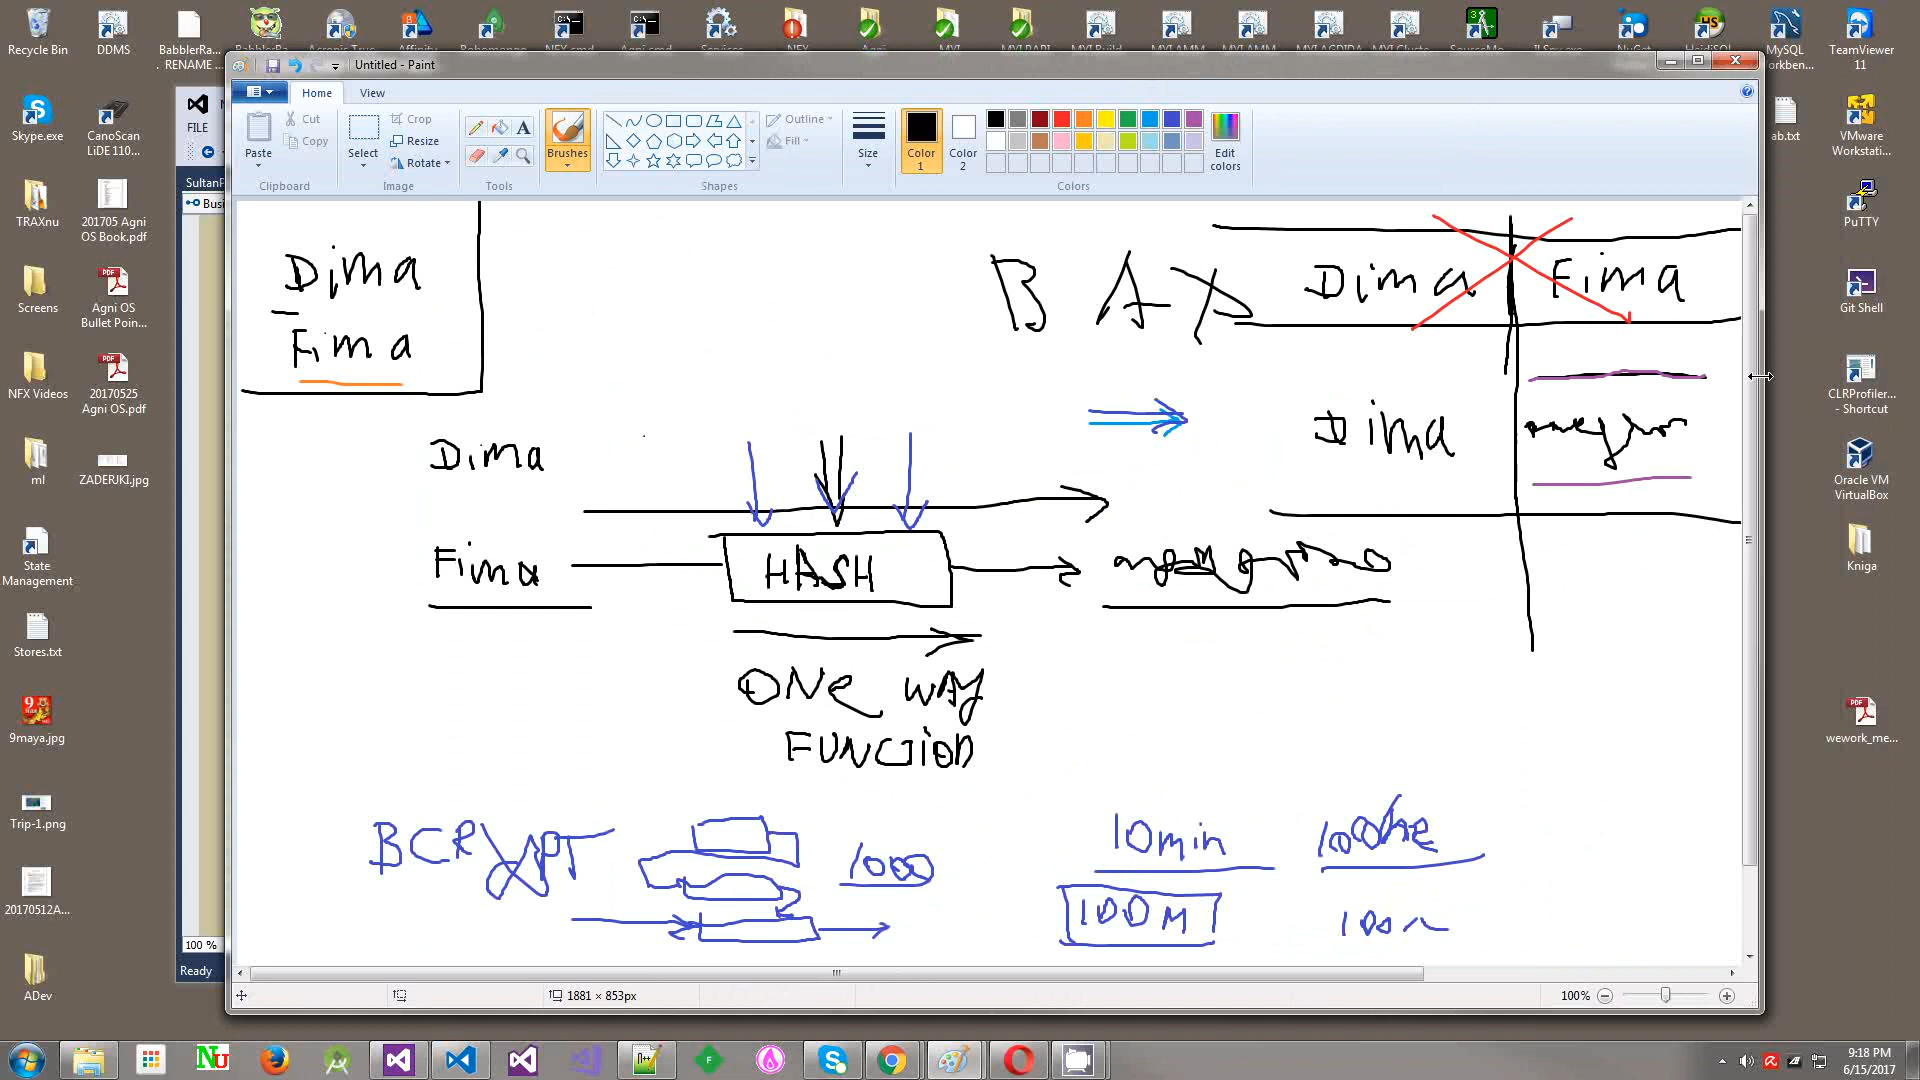 Recycle Bin
DDMS
BabblerRa...
. RENAME ...
MySQL
TeamViewer
11
Untitled - Paint
Home
View
Cut
Copy
Paste
Clipboard
Select
Crop
Resize
Rotate
Image
Tools
Brushes
Shapes
Outline
Fill
Size
Color
1
Color
2
Edit
colors
Colors
Skype.exe
CanoScan
LiDE 110...
FILE
TRAXnu
201705 Agni
OS Book.pdf
Screens
Agni OS
Bullet Poin...
NFX Videos
20170525
Agni OS.pdf
ml
ZADERJKI.jpg
State
Management
Stores.txt
9maya.jpg
Trip-1.png
20170512A...
ADev
ab.txt
VMware
Workstati...
PuTTY
Git Shell
CLRProfiler...
- Shortcut
Oracle VM
VirtualBox
Kniga
wework_me...
Dima
Fima
Dima
Fima
Dima
Dima
Fima
HASH
ONE WAY
FUNCTION
BCRYPT
1000
10min
100M
100 %
Ready
1881 × 853px
100%
9:18 PM
6/15/2017